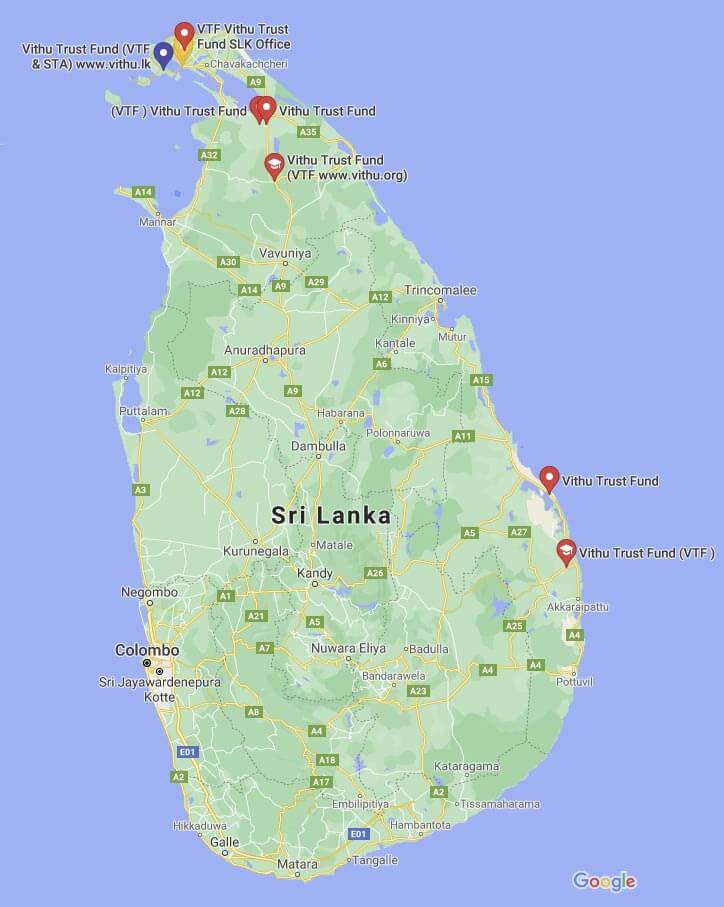 VTF Vithu Trust
Fund SLK Office
Vithu Trust Fund (VTF
& STA) www.vithu.lk
Chavakachcheri
A9
(VTF ) Vithu Trust Fund
Vithu Trust Fund
A35
A32
Vithu Trust Fund
(VTF www.vithu.org)
A14
Mannar
Vavuniya
A30
A14
A9
A29
A12
Trincomalee
Kinniya
Mutur
Kantale
Anuradhapura
A6
Kalpitiya
A12
A15
A12
A9
A28
Puttalam
Habarana
Polonnaruwa
A11
Dambulla
Vithu Trust Fund
A3
Sri Lanka
A5
A27
Kurunegala
Matale
Vithu Trust Fund (VTF )
Kandy
A26
Negombo
A1
Akkaraipattu
A21
A5
A25
A4
Colombo
A7
Nuwara Eliya
Badulla
A4
A4
Sri Jayawardenepura
Kotte
Bandarawela
A23
Pottuvil
A8
A4
E01
A18
Kataragama
A2
A17
A2
Embilipitiya
Tissamaharama
Hikkaduwa
E01
Hambantota
Galle
Matara
Tangalle
Google